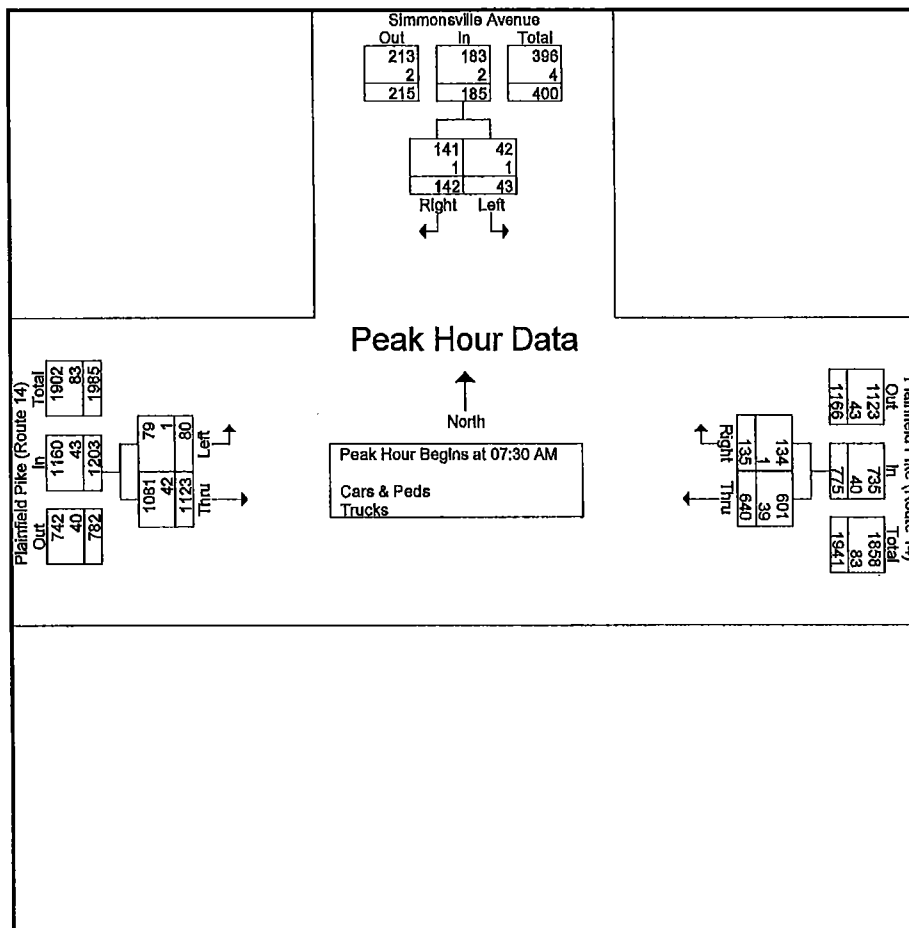 Simmonsville Avenue
Out In Total
213 183 396
2 2 4
215 185 400
141 42
1 1
142 43
Right Left
Peak Hour Data
North
Peak Hour Begins at 07:30 AM
Cars & Peds
Trucks
Plainfield Pike (Route 14)
Out In Total
742 1160 1902
40 43 83
782 1203 1985
79 1081
1 42
80 1123
Left Thru
Out In Total
1123 735 1858
43 40 83
1166 775 1941
134 601
1 39
135 640
Right Thru